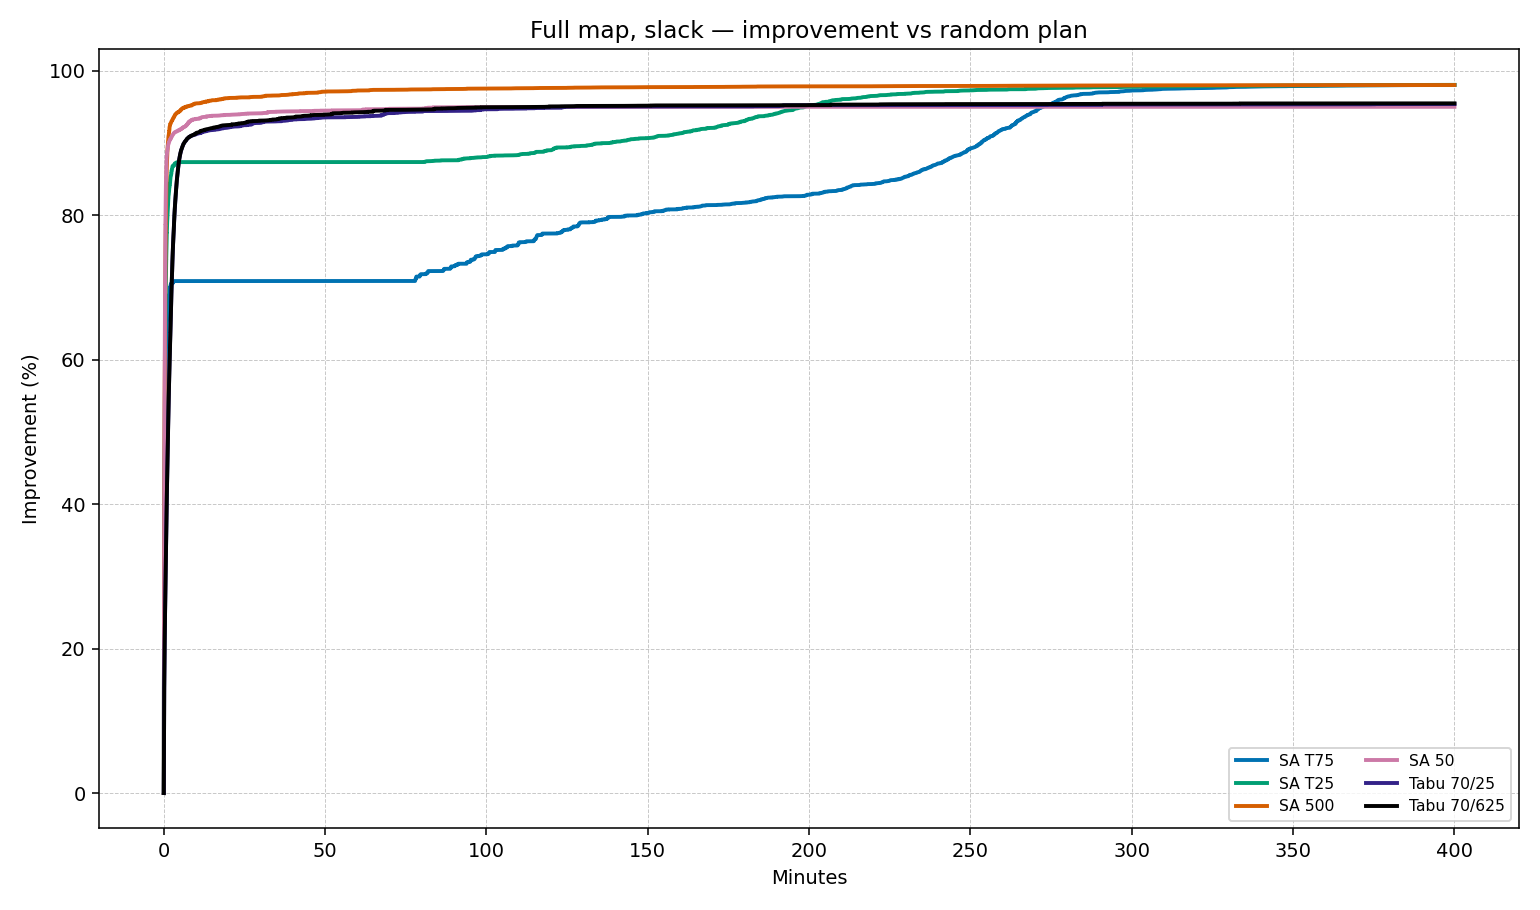 Full map, slack — improvement vs random plan
Improvement (%)
100
80
60
40
20
0
0 50 100 150 200 250 300 350 400
Minutes
SA T75
SA T25
SA 500
SA 50
Tabu 70/25
Tabu 70/625